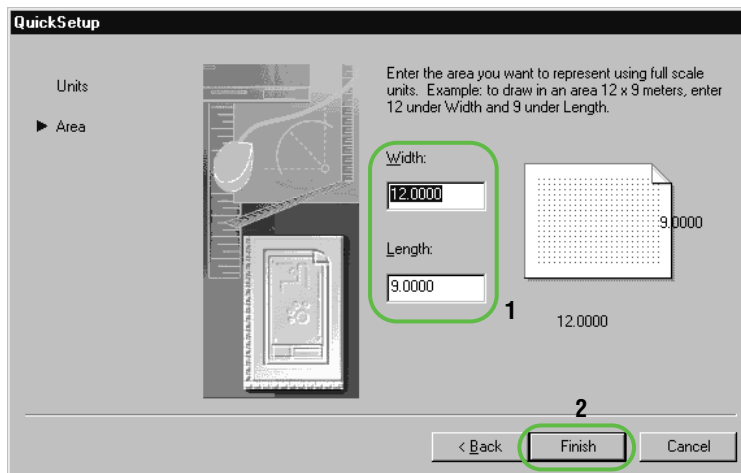 QuickSetup
Units
▶ Area
Enter the area you want to represent using full scale
units. Example: to draw in an area 12 x 9 meters, enter
12 under Width and 9 under Length.
Width:
12.0000
Length:
9.0000
1
9.0000
12.0000
2
< Back
Finish
Cancel